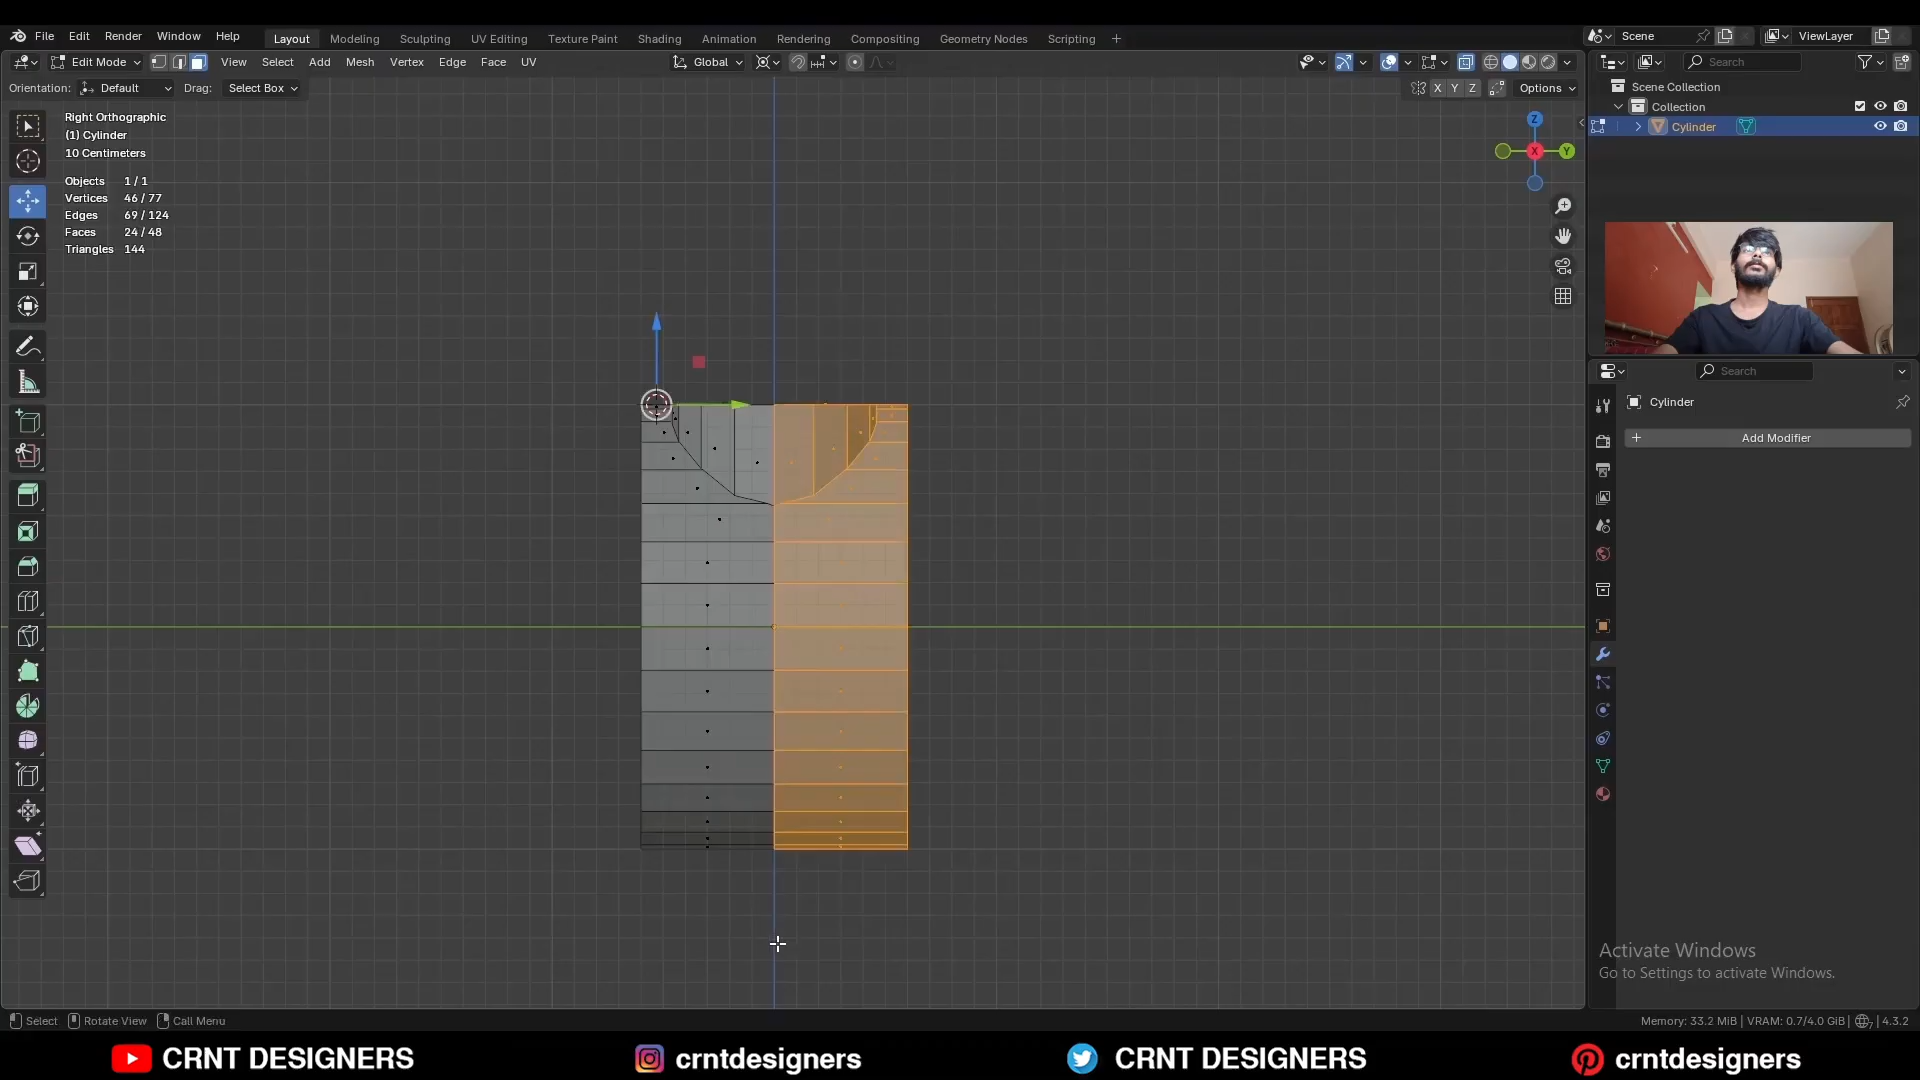 File Edit Render Window Help Layout Modeling Sculpting UV Editing Texture Paint Shading Animation Rendering Compositing Geometry Nodes Scripting + Scene ViewLayer
Edit Mode View Select Add Mesh Vertex Edge Face UV Global Search
Orientation: Default Drag: Select Box X Y Z Options
Scene Collection
Collection
Cylinder
Right Orthographic
(1) Cylinder
10 Centimeters
Objects 1 / 1
Vertices 46 / 77
Edges 69 / 124
Faces 24 / 48
Triangles 144
Z
X
Y
Search
Cylinder
+ Add Modifier
Activate Windows
Go to Settings to activate Windows.
Select Rotate View Call Menu Memory: 33.2 MiB | VRAM: 0.7/4.0 GiB | 7 | 4.3.2
CRNT DESIGNERS crntdesigners CRNT DESIGNERS crntdesigners